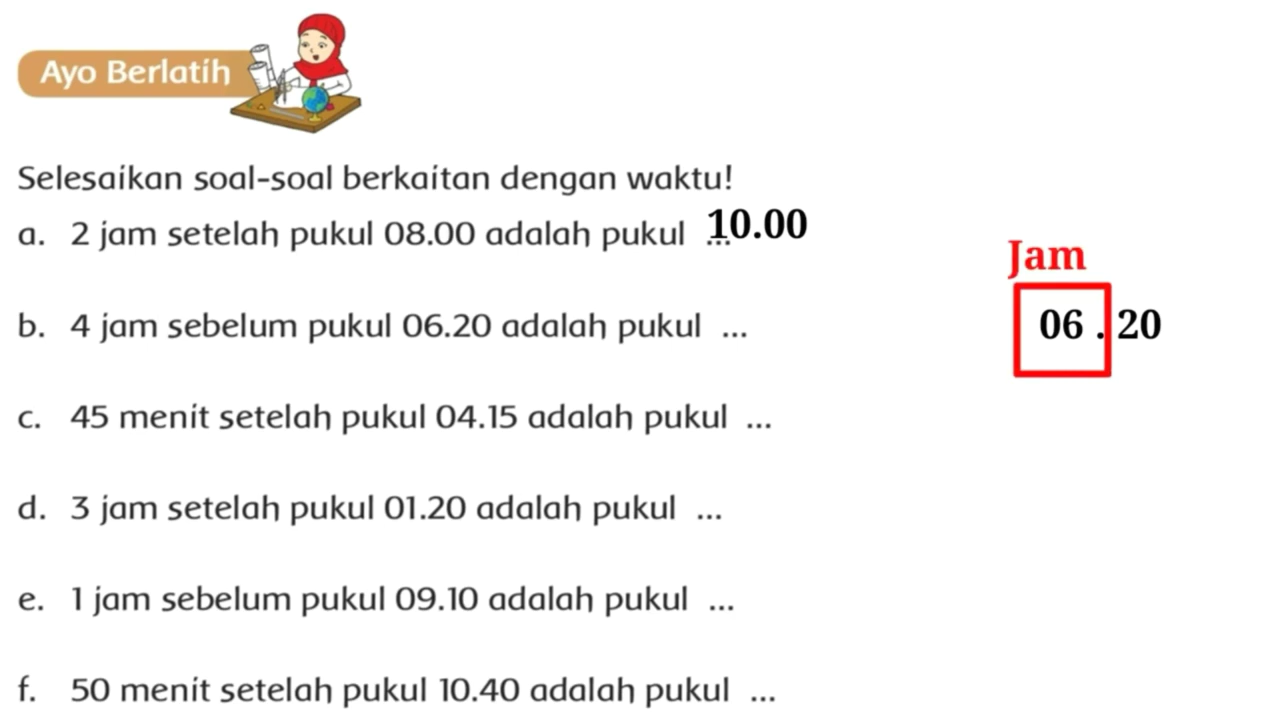 Ayo Berlatih
Selesaikan soal-soal berkaitan dengan waktu!
a. 2 jam setelah pukul 08.00 adalah pukul ... 10.00
Jam
b. 4 jam sebelum pukul 06.20 adalah pukul ...
06 . 20
c. 45 menit setelah pukul 04.15 adalah pukul ...
d. 3 jam setelah pukul 01.20 adalah pukul ...
e. 1 jam sebelum pukul 09.10 adalah pukul ...
f. 50 menit setelah pukul 10.40 adalah pukul ...